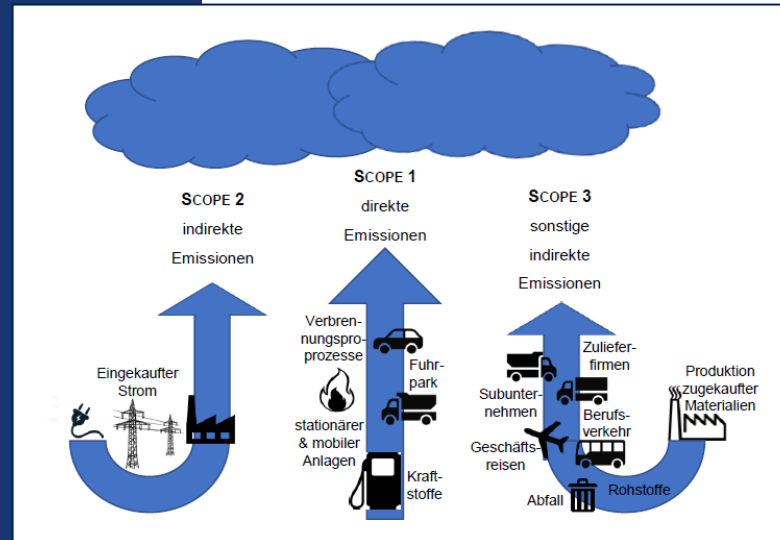 SCOPE 2
indirekte
Emissionen
Eingekaufter
Strom
SCOPE 1
direkte
Emissionen
Verbren-
nungspro-
prozesse
stationärer
& mobiler
Anlagen
Fuhr-
park
Kraft-
stoffe
SCOPE 3
sonstige
indirekte
Emissionen
Zuliefer-
firmen
Subunter-
nehmen
Berufs-
verkehr
Geschäfts-
reisen
Abfall
Rohstoffe
Produktion
zugekaufter
Materialien